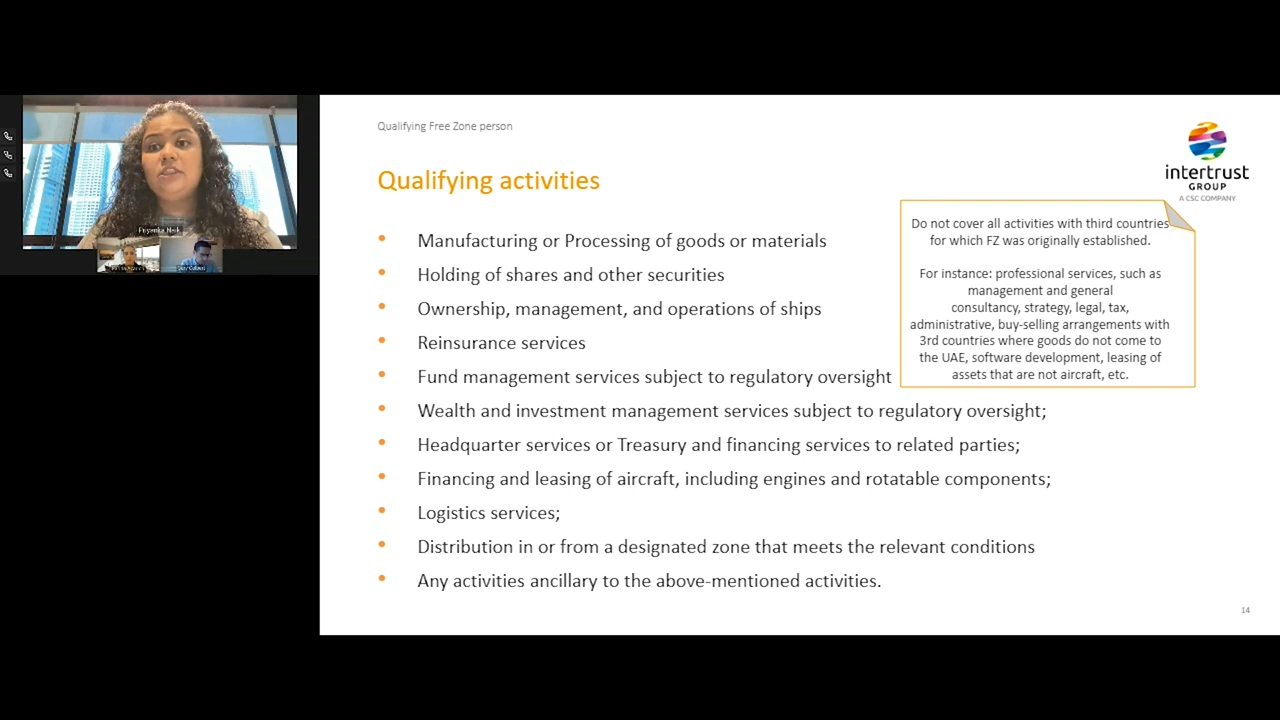 Qualifying Free Zone person
intertrust
GROUP
A CSC COMPANY
Qualifying activities
• Manufacturing or Processing of goods or materials
• Holding of shares and other securities
• Ownership, management, and operations of ships
• Reinsurance services
• Fund management services subject to regulatory oversight
• Wealth and investment management services subject to regulatory oversight;
• Headquarter services or Treasury and financing services to related parties;
• Financing and leasing of aircraft, including engines and rotatable components;
• Logistics services;
• Distribution in or from a designated zone that meets the relevant conditions
• Any activities ancillary to the above-mentioned activities.
Do not cover all activities with third countries
for which FZ was originally established.
For instance: professional services, such as
management and general
consultancy, strategy, legal, tax,
administrative, buy-selling arrangements with
3rd countries where goods do not come to
the UAE, software development, leasing of
assets that are not aircraft, etc.
14
Priyanka Naik